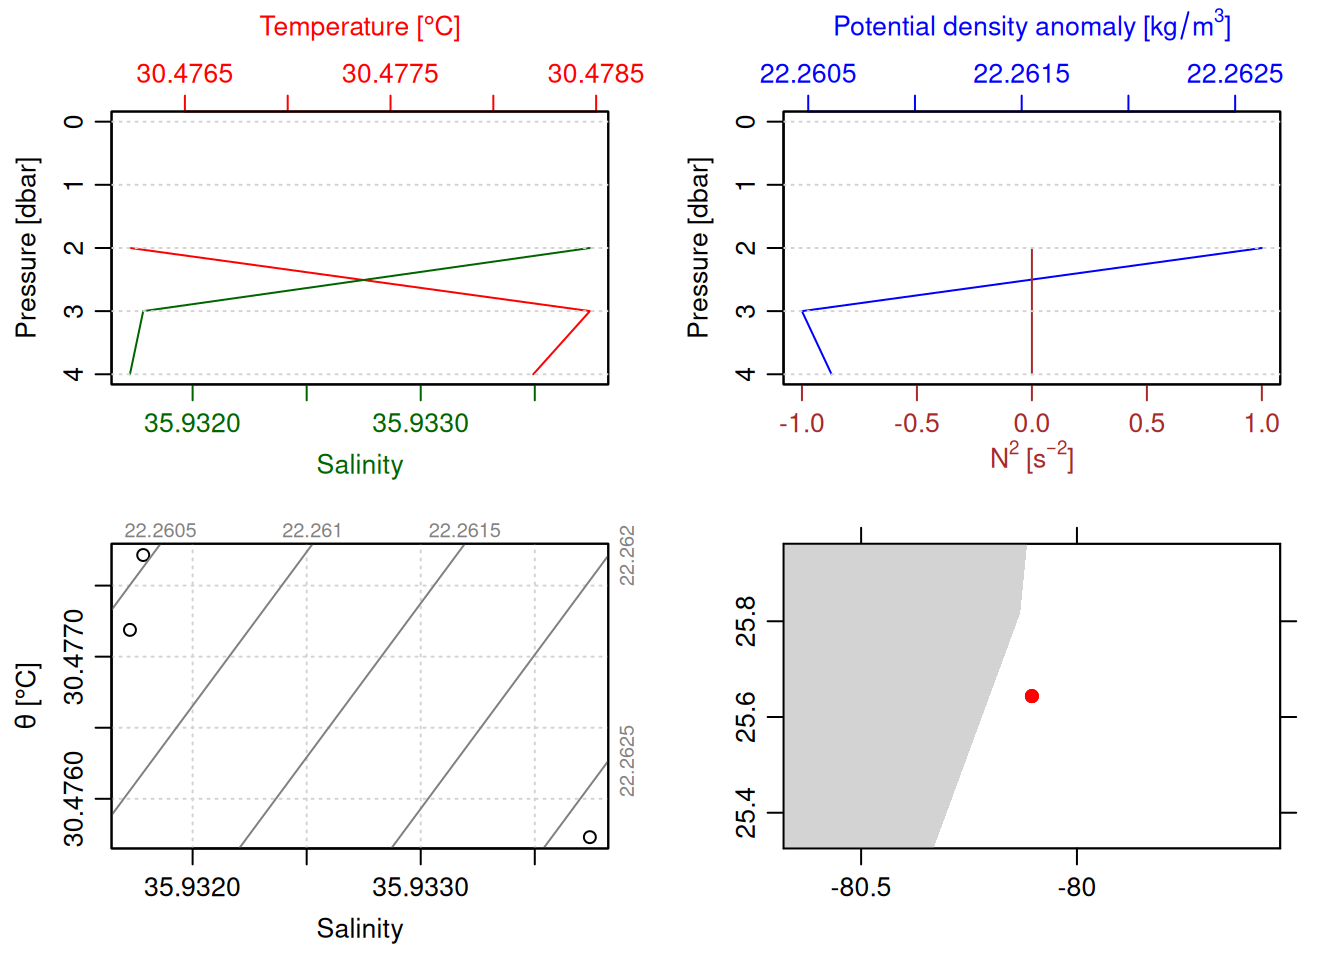 Temperature [°C]
30.4765 30.4775 30.4785
Pressure [dbar]
0
1
2
3
4
35.9320 35.9330
Salinity
Potential density anomaly [kg/m³]
22.2605 22.2615 22.2625
Pressure [dbar]
0
1
2
3
4
-1.0 -0.5 0.0 0.5 1.0
N² [s⁻²]
22.2605 22.261 22.2615
22.262
22.2625
θ [°C]
30.4770
30.4760
35.9320 35.9330
Salinity
25.8
25.6
25.4
-80.5 -80